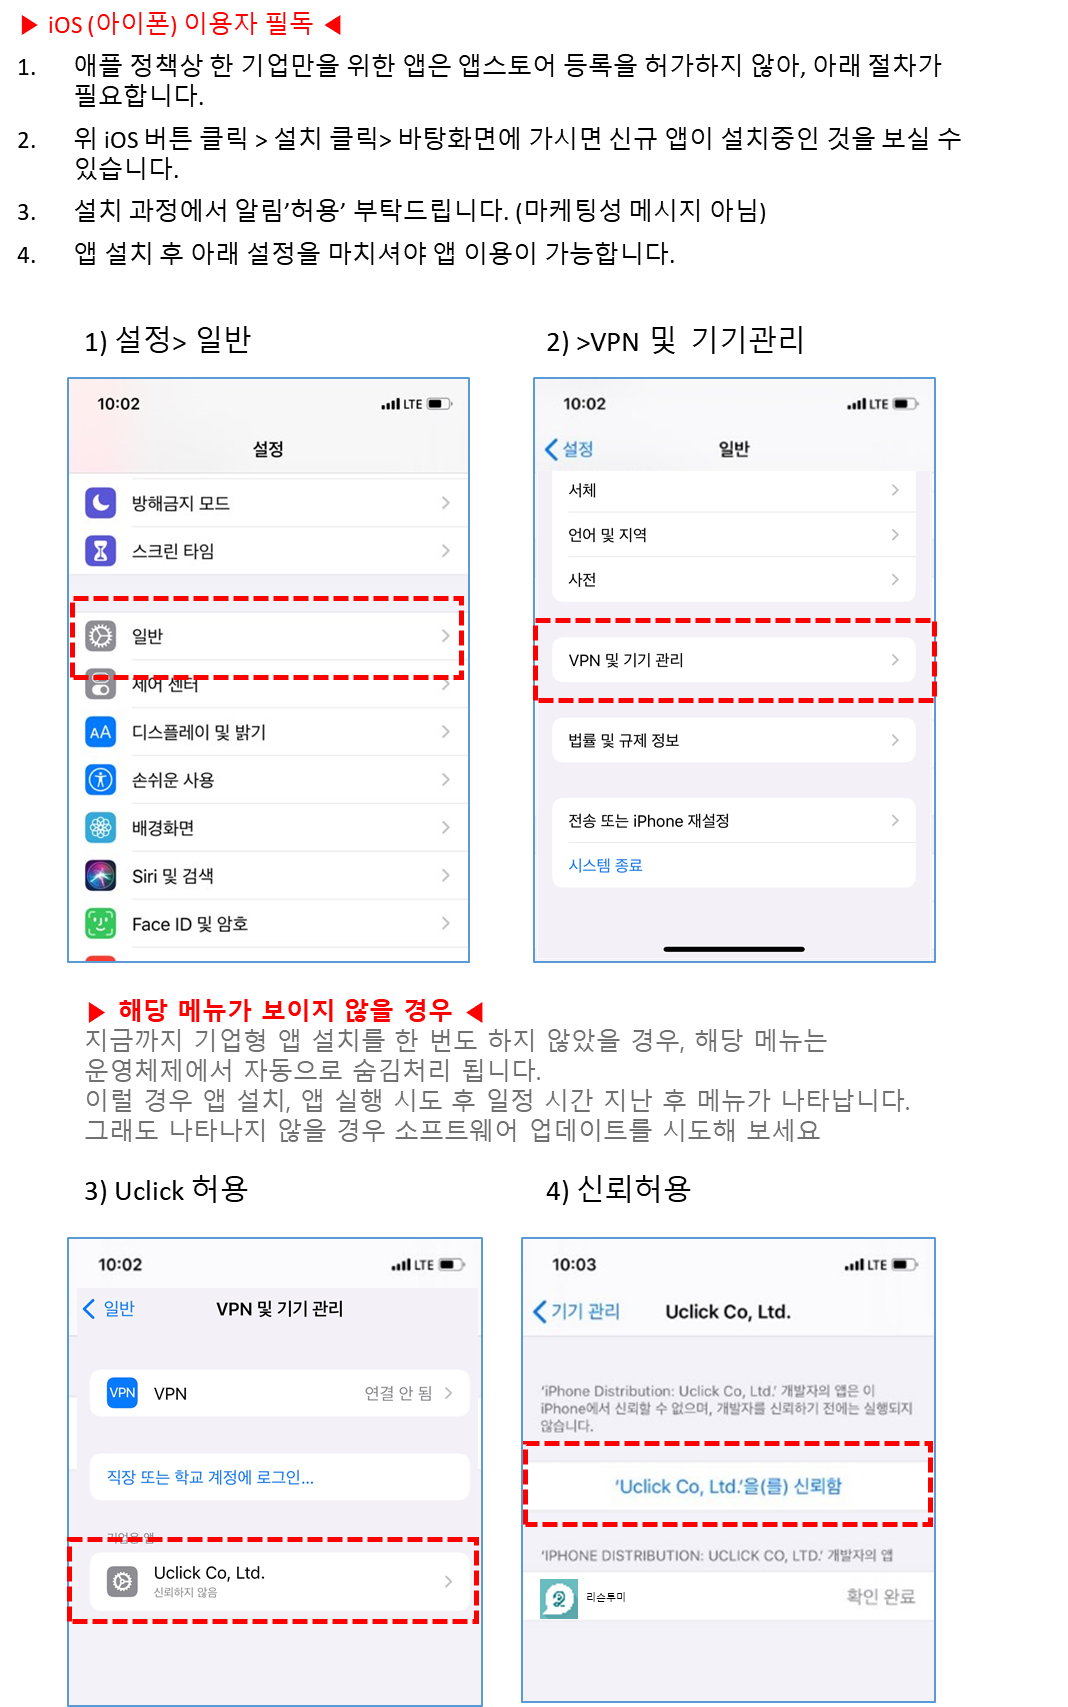 ▶ iOS (아이폰) 이용자 필독 ◀
1. 애플 정책상 한 기업만을 위한 앱은 앱스토어 등록을 허가하지 않아, 아래 절차가
필요합니다.
2. 위 iOS 버튼 클릭 > 설치 클릭> 바탕화면에 가시면 신규 앱이 설치중인 것을 보실 수
있습니다.
3. 설치 과정에서 알림’허용’ 부탁드립니다. (마케팅성 메시지 아님)
4. 앱 설치 후 아래 설정을 마치셔야 앱 이용이 가능합니다.
1) 설정> 일반
10:02 LTE
설정
방해금지 모드
스크린 타임
일반
제어 센터
AA 디스플레이 및 밝기
손쉬운 사용
배경화면
Siri 및 검색
Face ID 및 암호
2) >VPN 및 기기관리
10:02 LTE
설정 일반
서체
언어 및 지역
사전
VPN 및 기기 관리
법률 및 규제 정보
전송 또는 iPhone 재설정
시스템 종료
▶ 해당 메뉴가 보이지 않을 경우 ◀
지금까지 기업형 앱 설치를 한 번도 하지 않았을 경우, 해당 메뉴는
운영체제에서 자동으로 숨김처리 됩니다.
이럴 경우 앱 설치, 앱 실행 시도 후 일정 시간 지난 후 메뉴가 나타납니다.
그래도 나타나지 않을 경우 소프트웨어 업데이트를 시도해 보세요
3) Uclick 허용
10:02 LTE
일반 VPN 및 기기 관리
VPN VPN 연결 안 됨
직장 또는 학교 계정에 로그인...
기업용 앱
Uclick Co, Ltd.
신뢰하지 않음
4) 신뢰허용
10:03 LTE
기기 관리 Uclick Co, Ltd.
‘iPhone Distribution: Uclick Co, Ltd.’ 개발자의 앱은 이
iPhone에서 신뢰할 수 없으며, 개발자를 신뢰하기 전에는 실행되지
않습니다.
‘Uclick Co, Ltd.’을(를) 신뢰함
‘IPHONE DISTRIBUTION: UCLICK CO, LTD.’ 개발자의 앱
리슨투미 확인 완료